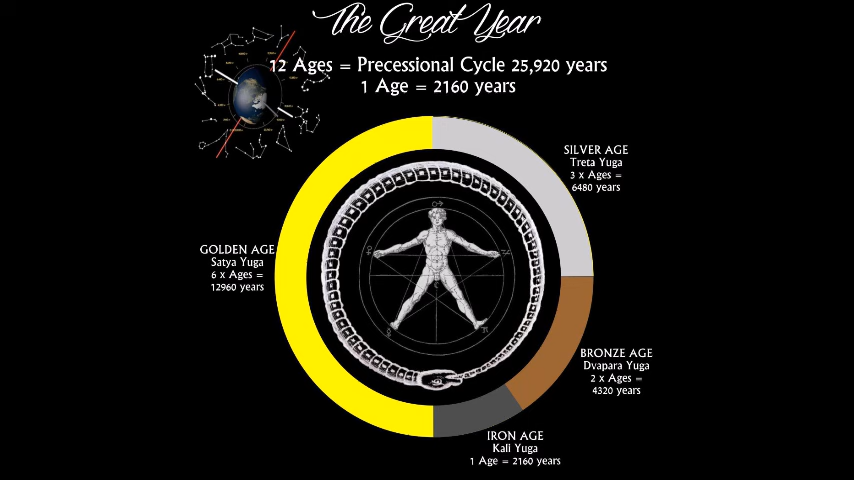 The Great Year
12 Ages = Precessional Cycle 25,920 years
1 Age = 2160 years
SILVER AGE
Treta Yuga
3 x Ages =
6480 years
GOLDEN AGE
Satya Yuga
6 x Ages =
12960 years
BRONZE AGE
Dvapara Yuga
2 x Ages =
4320 years
IRON AGE
Kali Yuga
1 Age = 2160 years